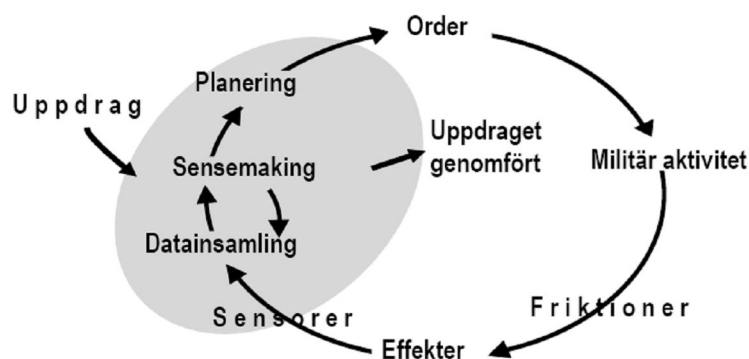 Order
Planering
Uppdrag
Uppdraget
genomfört
Militär aktivitet
Sensemaking
Datainsamling
Friktioner
Sensorer
Effekter